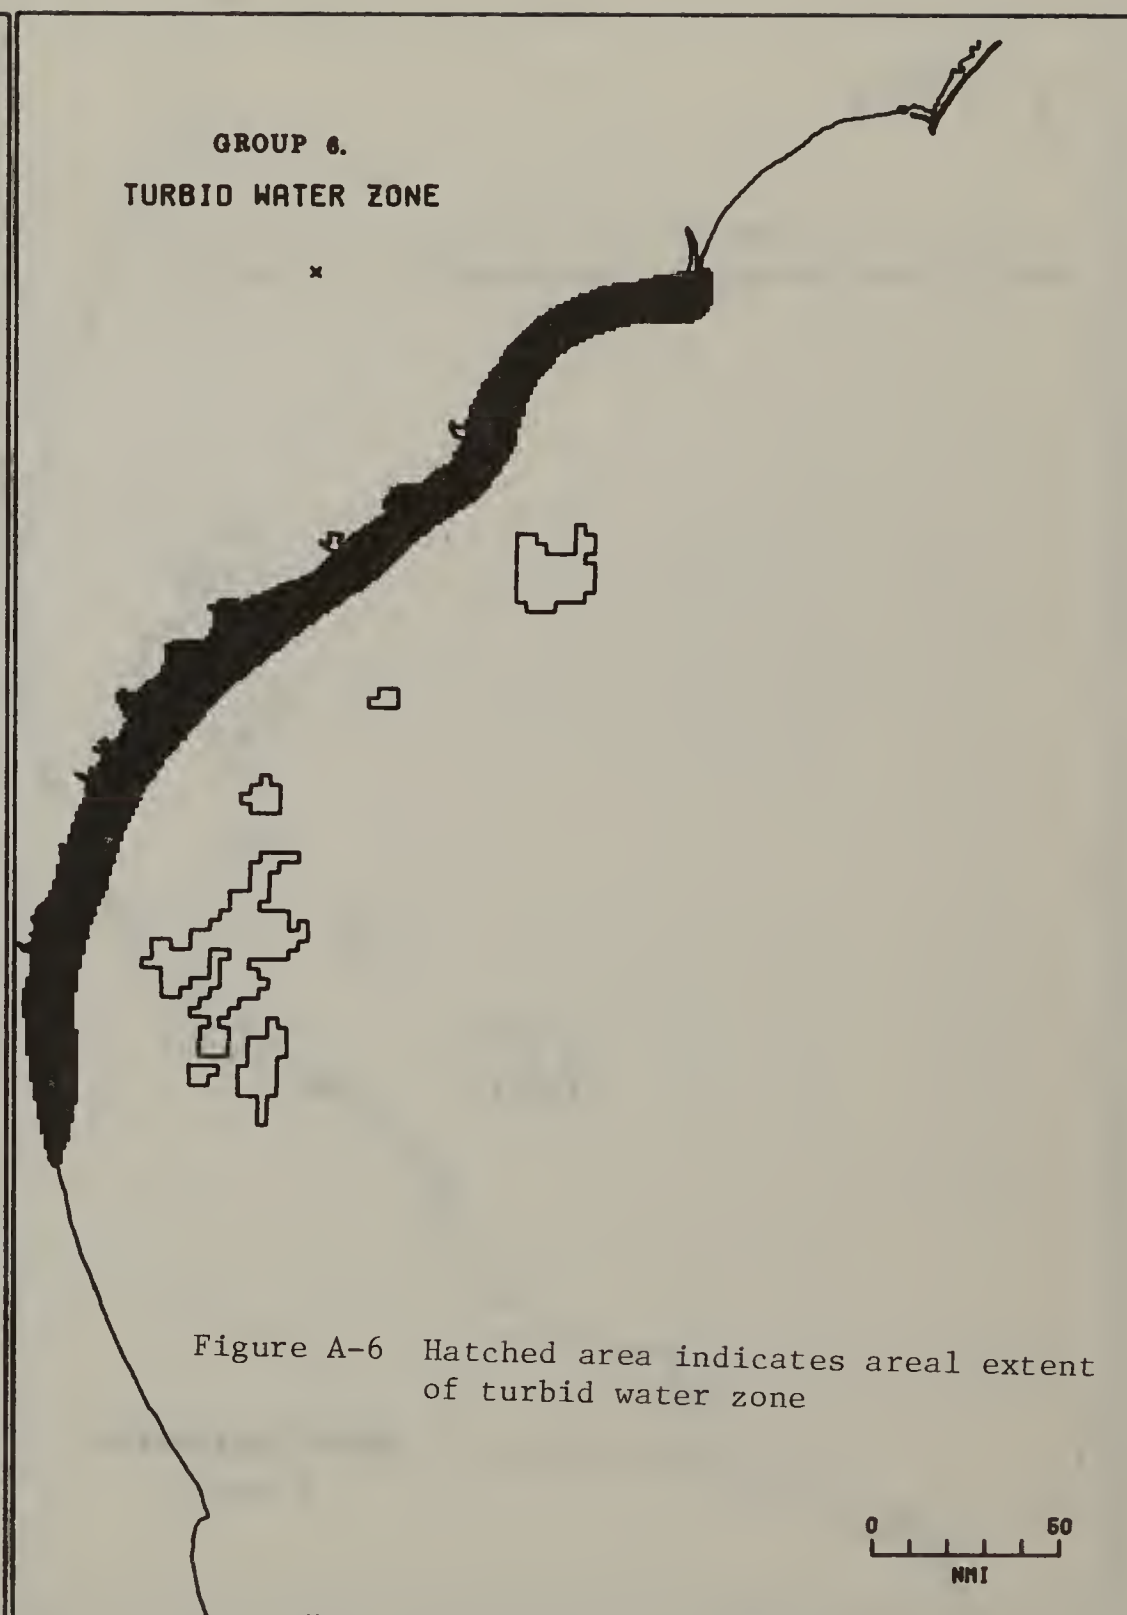 GROUP 6.
TURBID WATER ZONE
x
Figure A-6 Hatched area indicates areal extent
of turbid water zone
0 50
NMI